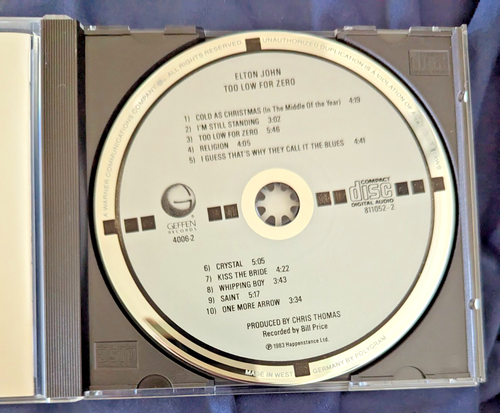 A WARNER COMMUNICATIONS COMPANY. ALL RIGHTS RESERVED
UNAUTHORIZED DUPLICATION IS A VIOLATION OF
ELTON JOHN
TOO LOW FOR ZERO
1) COLD AS CHRISTMAS (In The Middle Of the Year) 4:19
2) I'M STILL STANDING 3:02
3) TOO LOW FOR ZERO 5:46
4) RELIGION 4:05
5) I GUESS THAT'S WHY THEY CALL IT THE BLUES 4:41
G
GEFFEN
RECORDS
®
4006-2
COMPACT
disc
DIGITAL AUDIO
811052-2
6) CRYSTAL 5:05
7) KISS THE BRIDE 4:22
8) WHIPPING BOY 3:43
9) SAINT 5:17
10) ONE MORE ARROW 3:34
PRODUCED BY CHRIS THOMAS
Recorded by Bill Price
℗ 1983 Happenstance Ltd.
MADE IN WEST GERMANY BY POLYGRAM